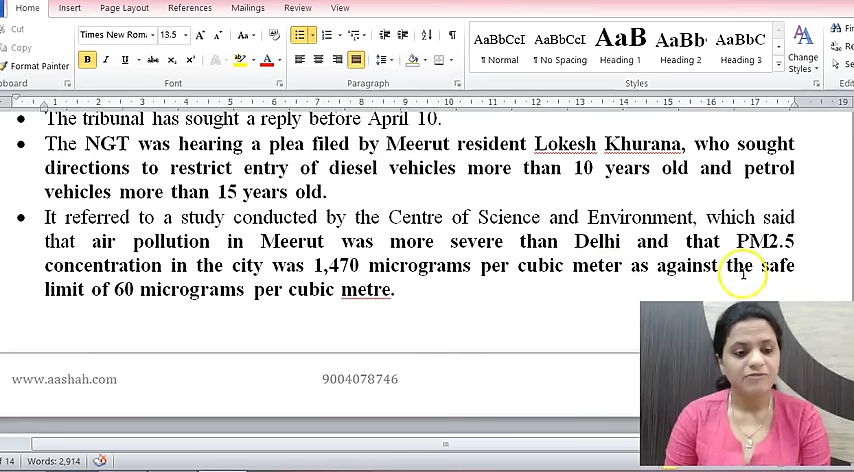 Home Insert Page Layout References Mailings Review View
Cut
Copy
Format Painter
Times New Rom 13.5
AaBbCcI AaBbCcI AaB AaBb( AaBbC
¶ Normal ¶ No Spacing Heading 1 Heading 2 Heading 3
Change
Styles
Font Paragraph Styles
The tribunal has sought a reply before April 10.
The NGT was hearing a plea filed by Meerut resident Lokesh Khurana, who sought
directions to restrict entry of diesel vehicles more than 10 years old and petrol
vehicles more than 15 years old.
It referred to a study conducted by the Centre of Science and Environment, which said
that air pollution in Meerut was more severe than Delhi and that PM2.5
concentration in the city was 1,470 micrograms per cubic meter as against the safe
limit of 60 micrograms per cubic metre.
www.aashah.com 9004078746
of 14 Words: 2,914